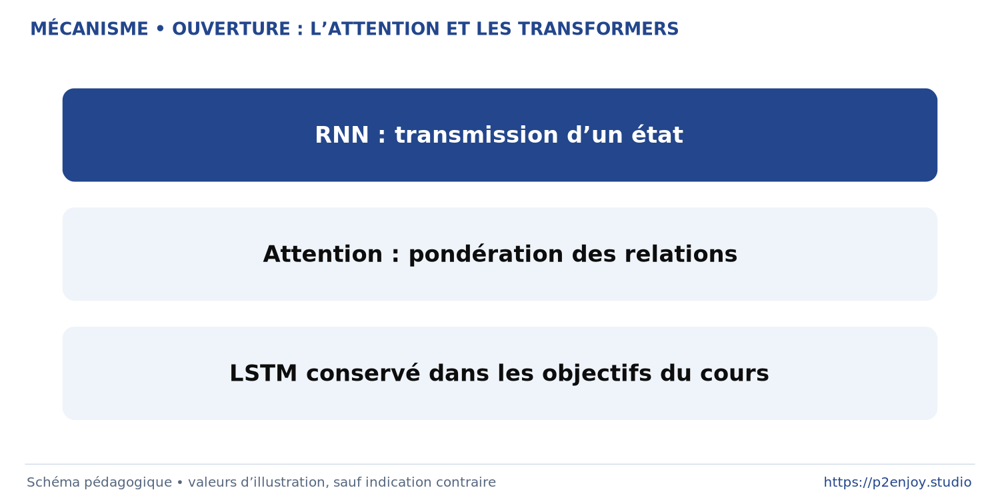 MÉCANISME • OUVERTURE : L’ATTENTION ET LES TRANSFORMERS
RNN : transmission d’un état
Attention : pondération des relations
LSTM conservé dans les objectifs du cours
Schéma pédagogique • valeurs d’illustration, sauf indication contraire
https://p2enjoy.studio